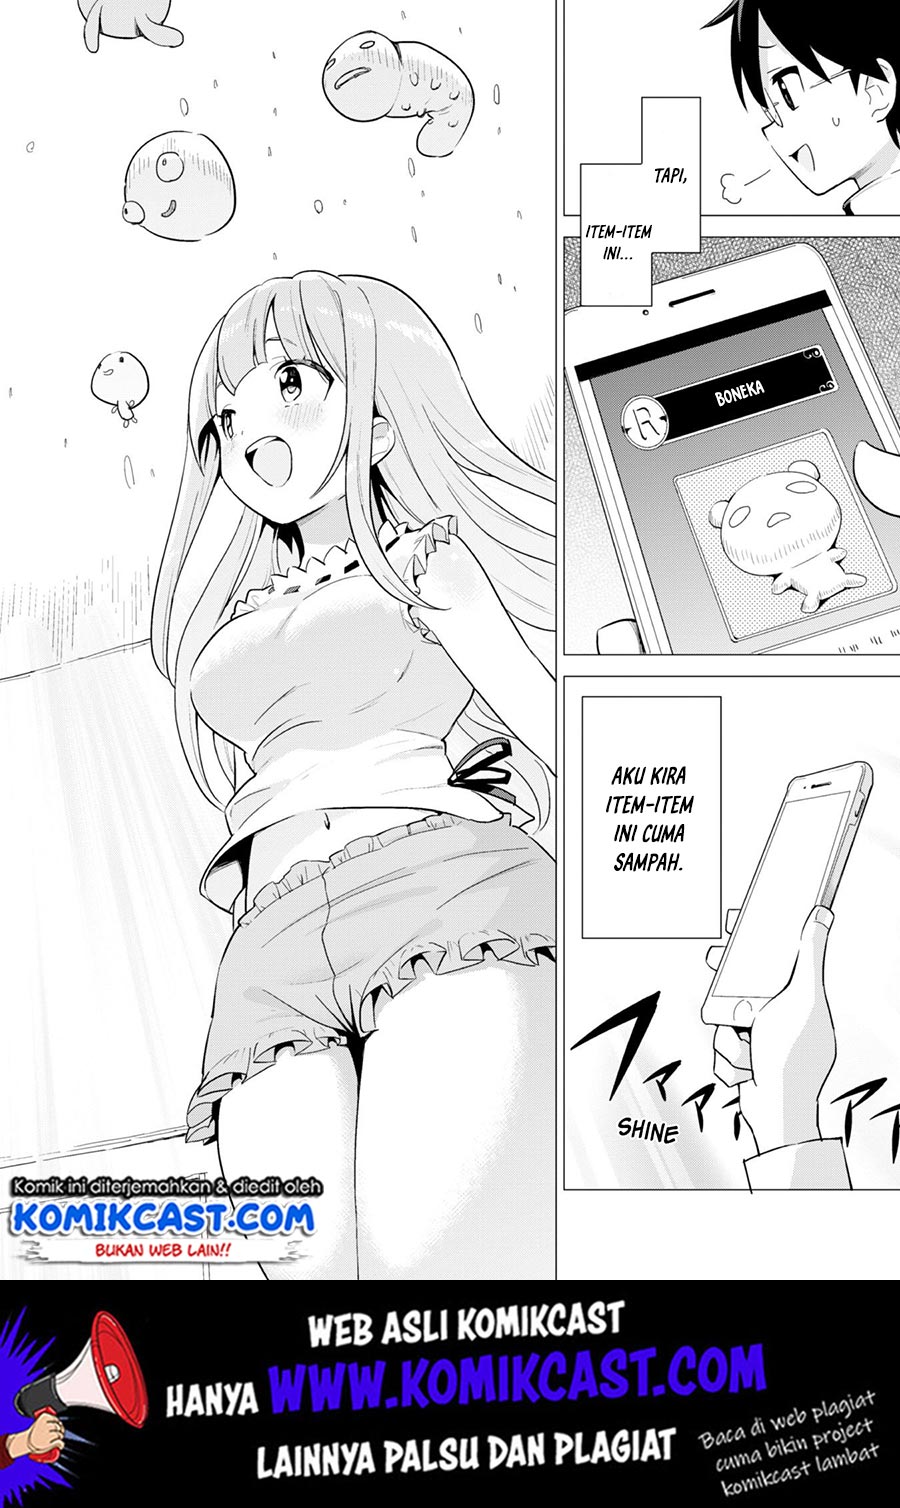 TAPI,
ITEM-ITEM
INI...
R
BONEKA
AKU KIRA
ITEM-ITEM
INI CUMA
SAMPAH.
SHINE
Komik ini diterjemahkan & diedit oleh
KOMIKCAST.COM
BUKAN WEB LAIN!!
WEB ASLI KOMIKCAST
HANYA WWW.KOMIKCAST.COM
LAINNYA PALSU DAN PLAGIAT
Baca di web plagiat
cuma bikin project
komikcast lambat